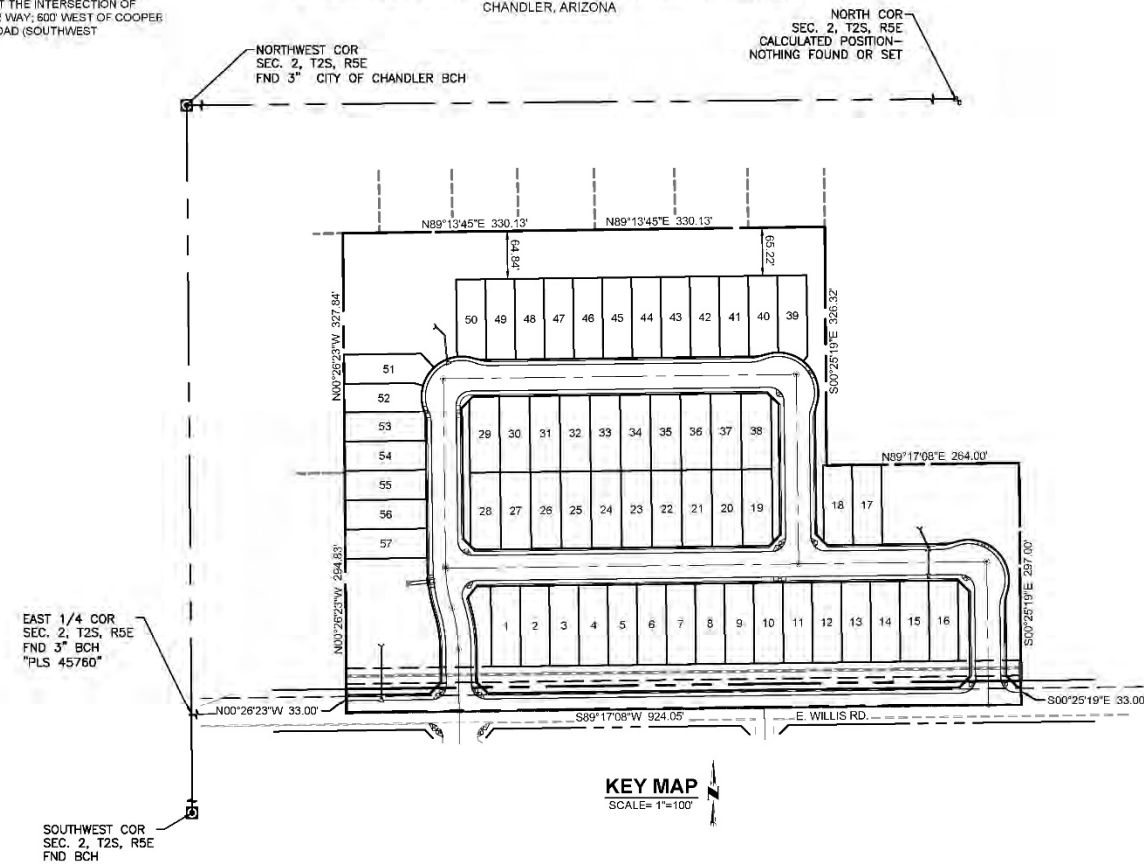 T THE INTERSECTION OF
WAY; 600' WEST OF COOPER
OAD (SOUTHWEST
CHANDLER, ARIZONA
NORTHWEST COR
SEC. 2, T2S, R5E
FND 3" CITY OF CHANDLER BCH
NORTH COR
SEC. 2, T2S, R5E
CALCULATED POSITION-
NOTHING FOUND OR SET
N89°13'45"E 330.13'
N89°13'45"E 330.13'
64.84'
65.22'
N00°26'23"W 327.84'
S00°25'19"E 326.32'
50 49 48 47 46 45 44 43 42 41 40 39
51
52
53
54
55
56
57
29 30 31 32 33 34 35 36 37 38
28 27 26 25 24 23 22 21 20 19
N89°17'08"E 264.00'
18 17
N00°26'23"W 294.83'
S00°25'19"E 297.00'
1 2 3 4 5 6 7 8 9 10 11 12 13 14 15 16
EAST 1/4 COR
SEC. 2, T2S, R5E
FND 3" BCH
"PLS 45760"
N00°26'23"W 33.00'
S89°17'08"W 924.05'
E. WILLIS RD.
S00°25'19"E 33.00
KEY MAP
SCALE= 1"=100'
N
SOUTHWEST COR
SEC. 2, T2S, R5E
FND BCH